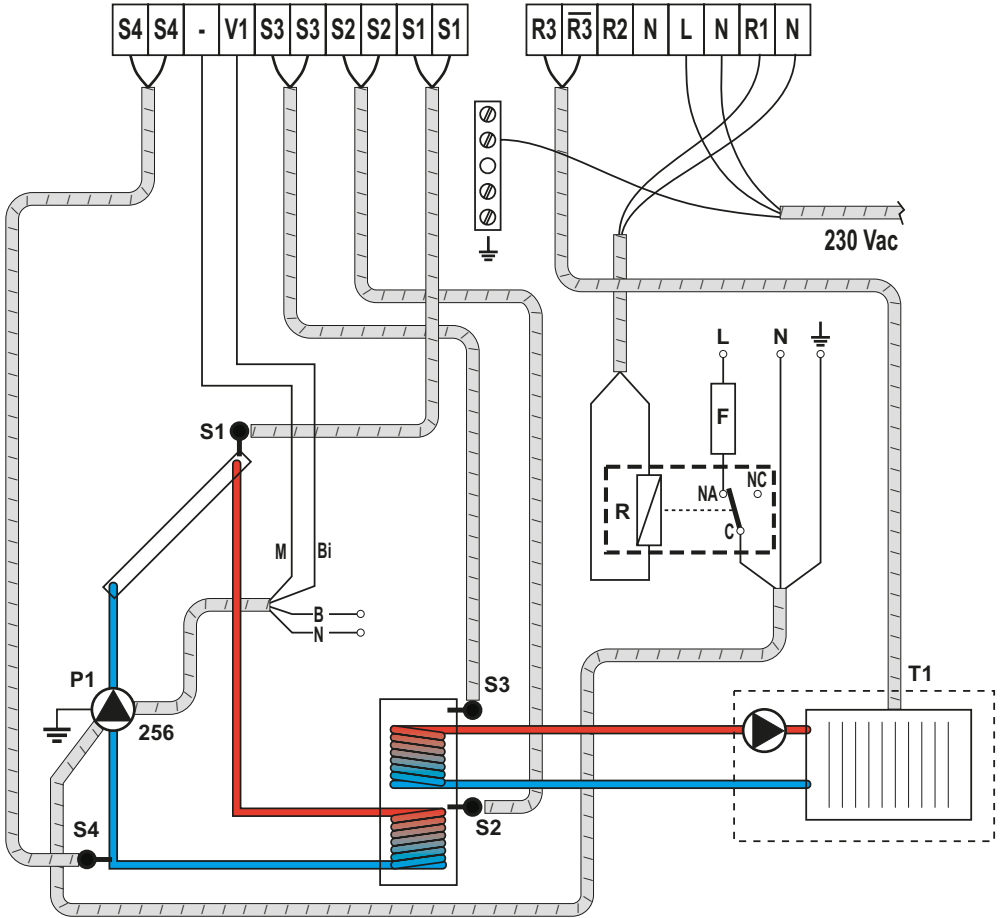 S4 S4 - V1 S3 S3 S2 S2 S1 S1
R3 R3̅ R2 N L N R1 N
230 Vac
L N
F
S1
NA NC
R
C
M Bi
B
N
P1
256
S3
T1
S2
S4